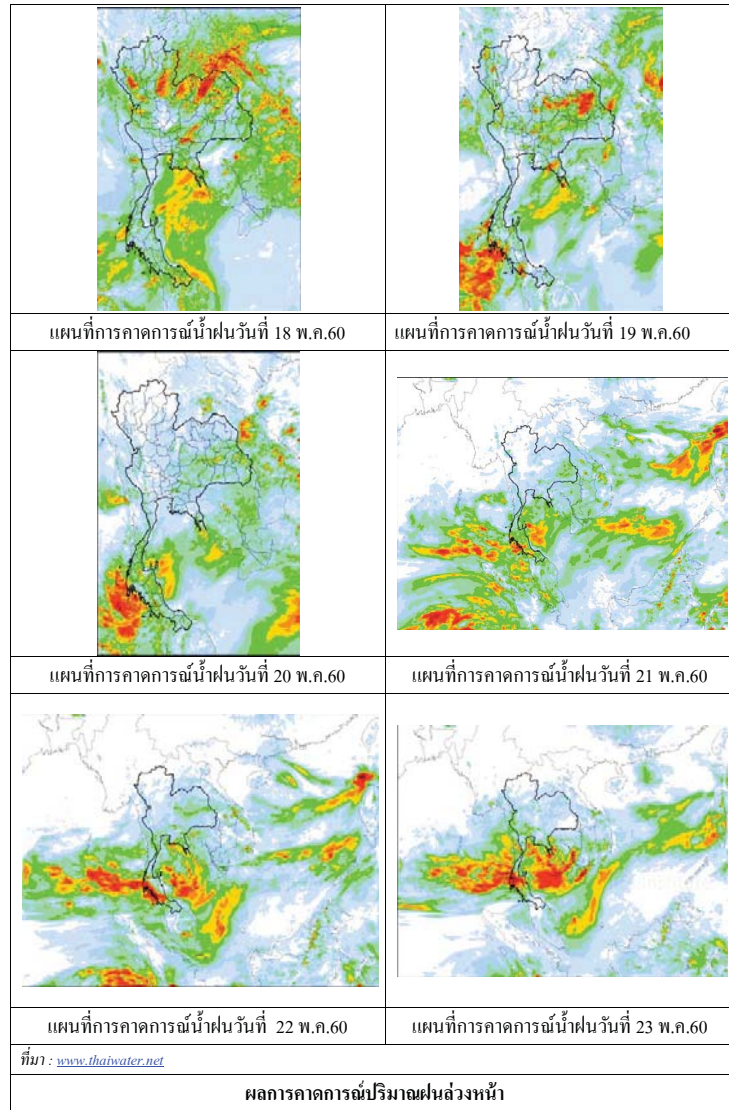 แผนที่การคาดการณ์น้ำฝนวันที่ 18 พ.ค.60
แผนที่การคาดการณ์น้ำฝนวันที่ 19 พ.ค.60
แผนที่การคาดการณ์น้ำฝนวันที่ 20 พ.ค.60
แผนที่การคาดการณ์น้ำฝนวันที่ 21 พ.ค.60
แผนที่การคาดการณ์น้ำฝนวันที่ 22 พ.ค.60
แผนที่การคาดการณ์น้ำฝนวันที่ 23 พ.ค.60
ที่มา : www.thaiwater.net
ผลการคาดการณ์ปริมาณฝนล่วงหน้า